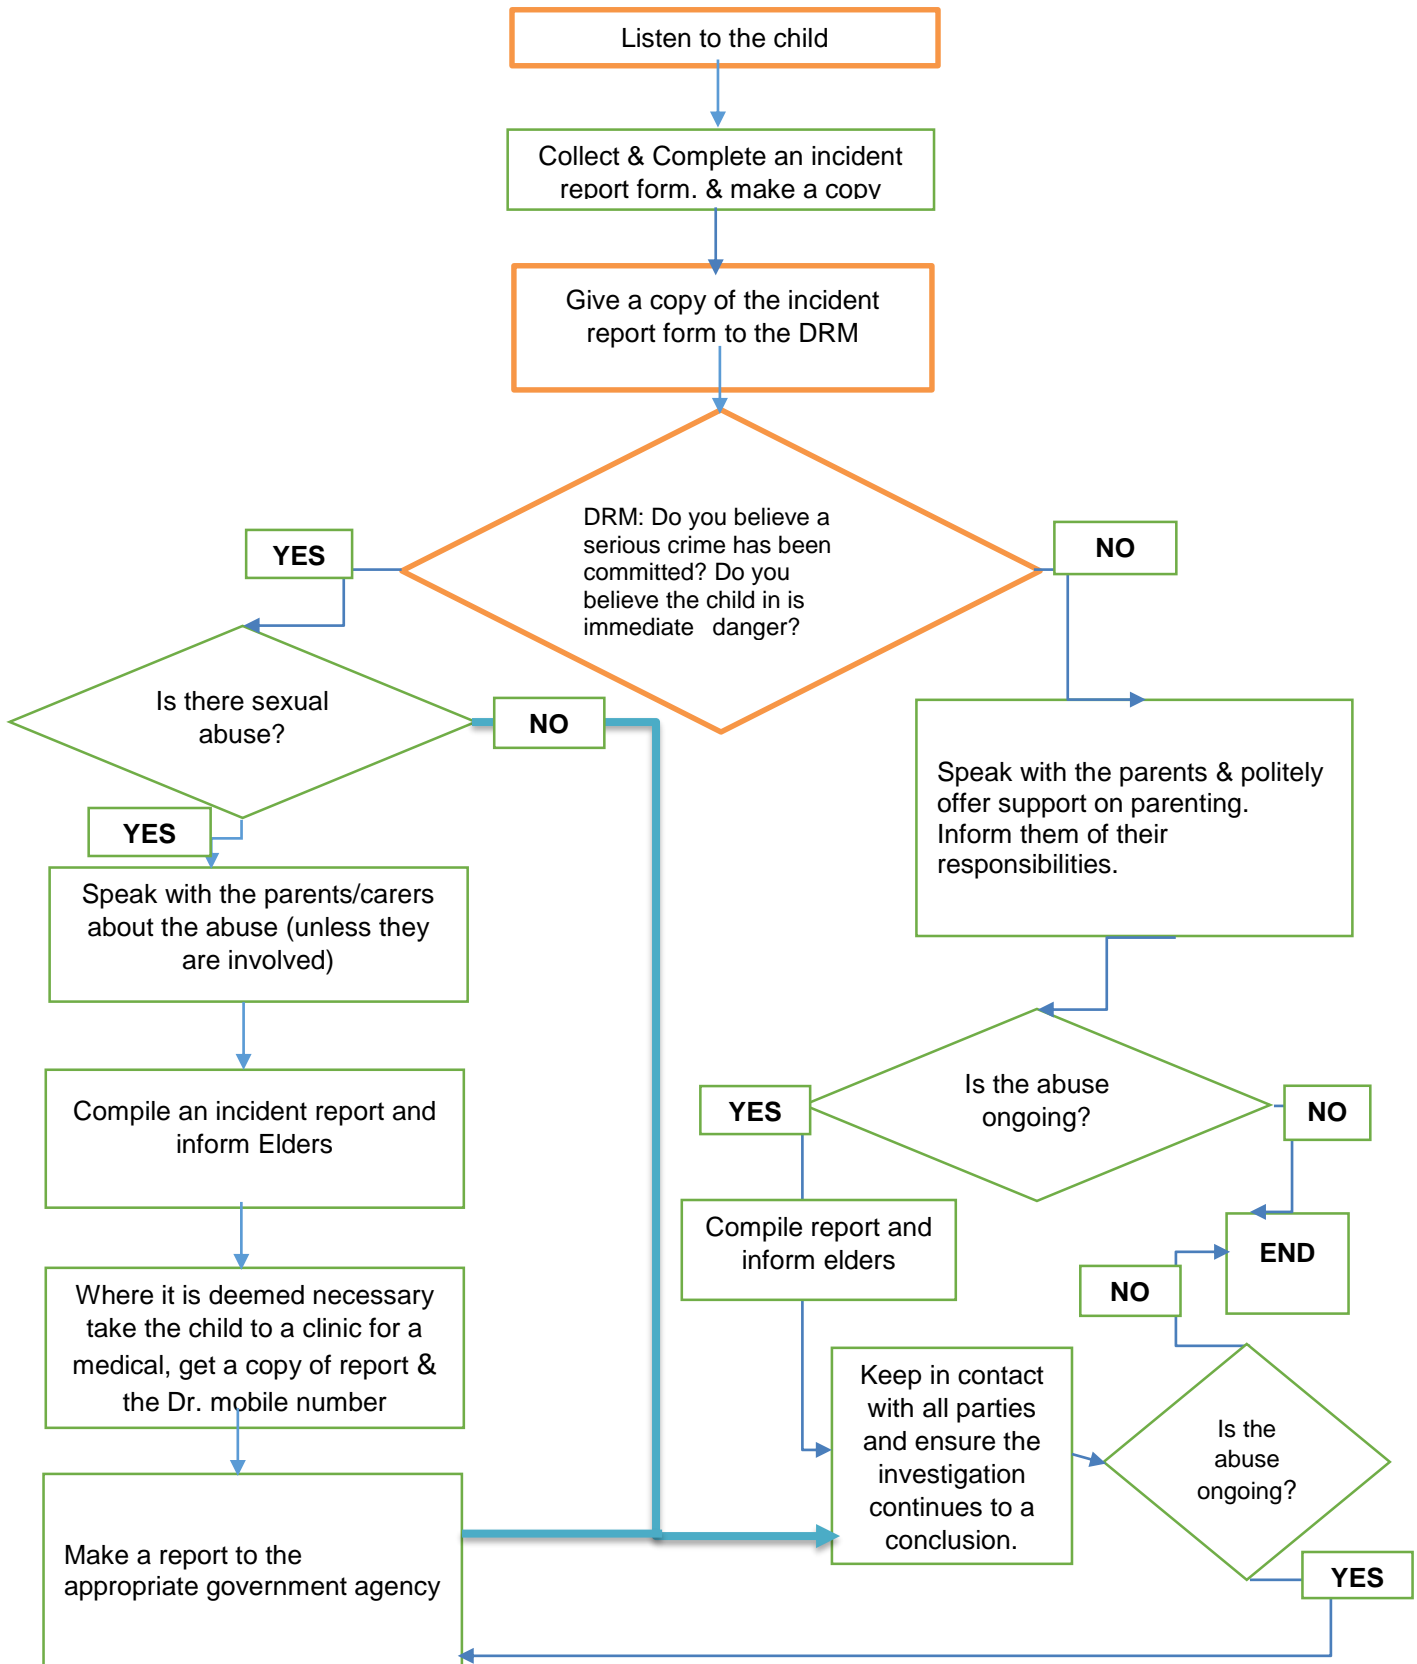 Listen to the child
Collect & Complete an incident
report form. & make a copy
Give a copy of the incident
report form to the DRM
DRM: Do you believe a
serious crime has been
committed? Do you
believe the child in is
immediate danger?
YES
NO
Is there sexual
abuse?
NO
YES
Speak with the parents & politely
offer support on parenting.
Inform them of their
responsibilities.
Speak with the parents/carers
about the abuse (unless they
are involved)
Is the abuse
ongoing?
YES
NO
Compile an incident report and
inform Elders
Compile report and
inform elders
END
NO
Where it is deemed necessary
take the child to a clinic for a
medical, get a copy of report &
the Dr. mobile number
Keep in contact
with all parties
and ensure the
investigation
continues to a
conclusion.
Is the
abuse
ongoing?
YES
Make a report to the
appropriate government agency